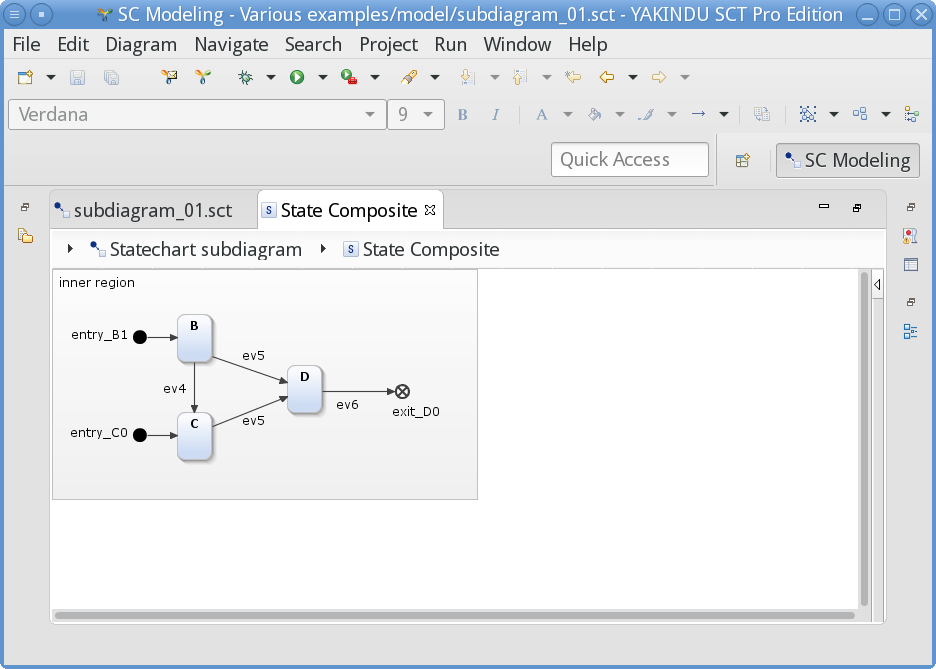 SC Modeling - Various examples/model/subdiagram_01.sct - YAKINDU SCT Pro Edition
File Edit Diagram Navigate Search Project Run Window Help
Verdana 9 B I A
Quick Access SC Modeling
subdiagram_01.sct S State Composite
Statechart subdiagram S State Composite
inner region
entry_B1 B
ev5
D
ev4
ev6
exit_D0
ev5
entry_C0 C